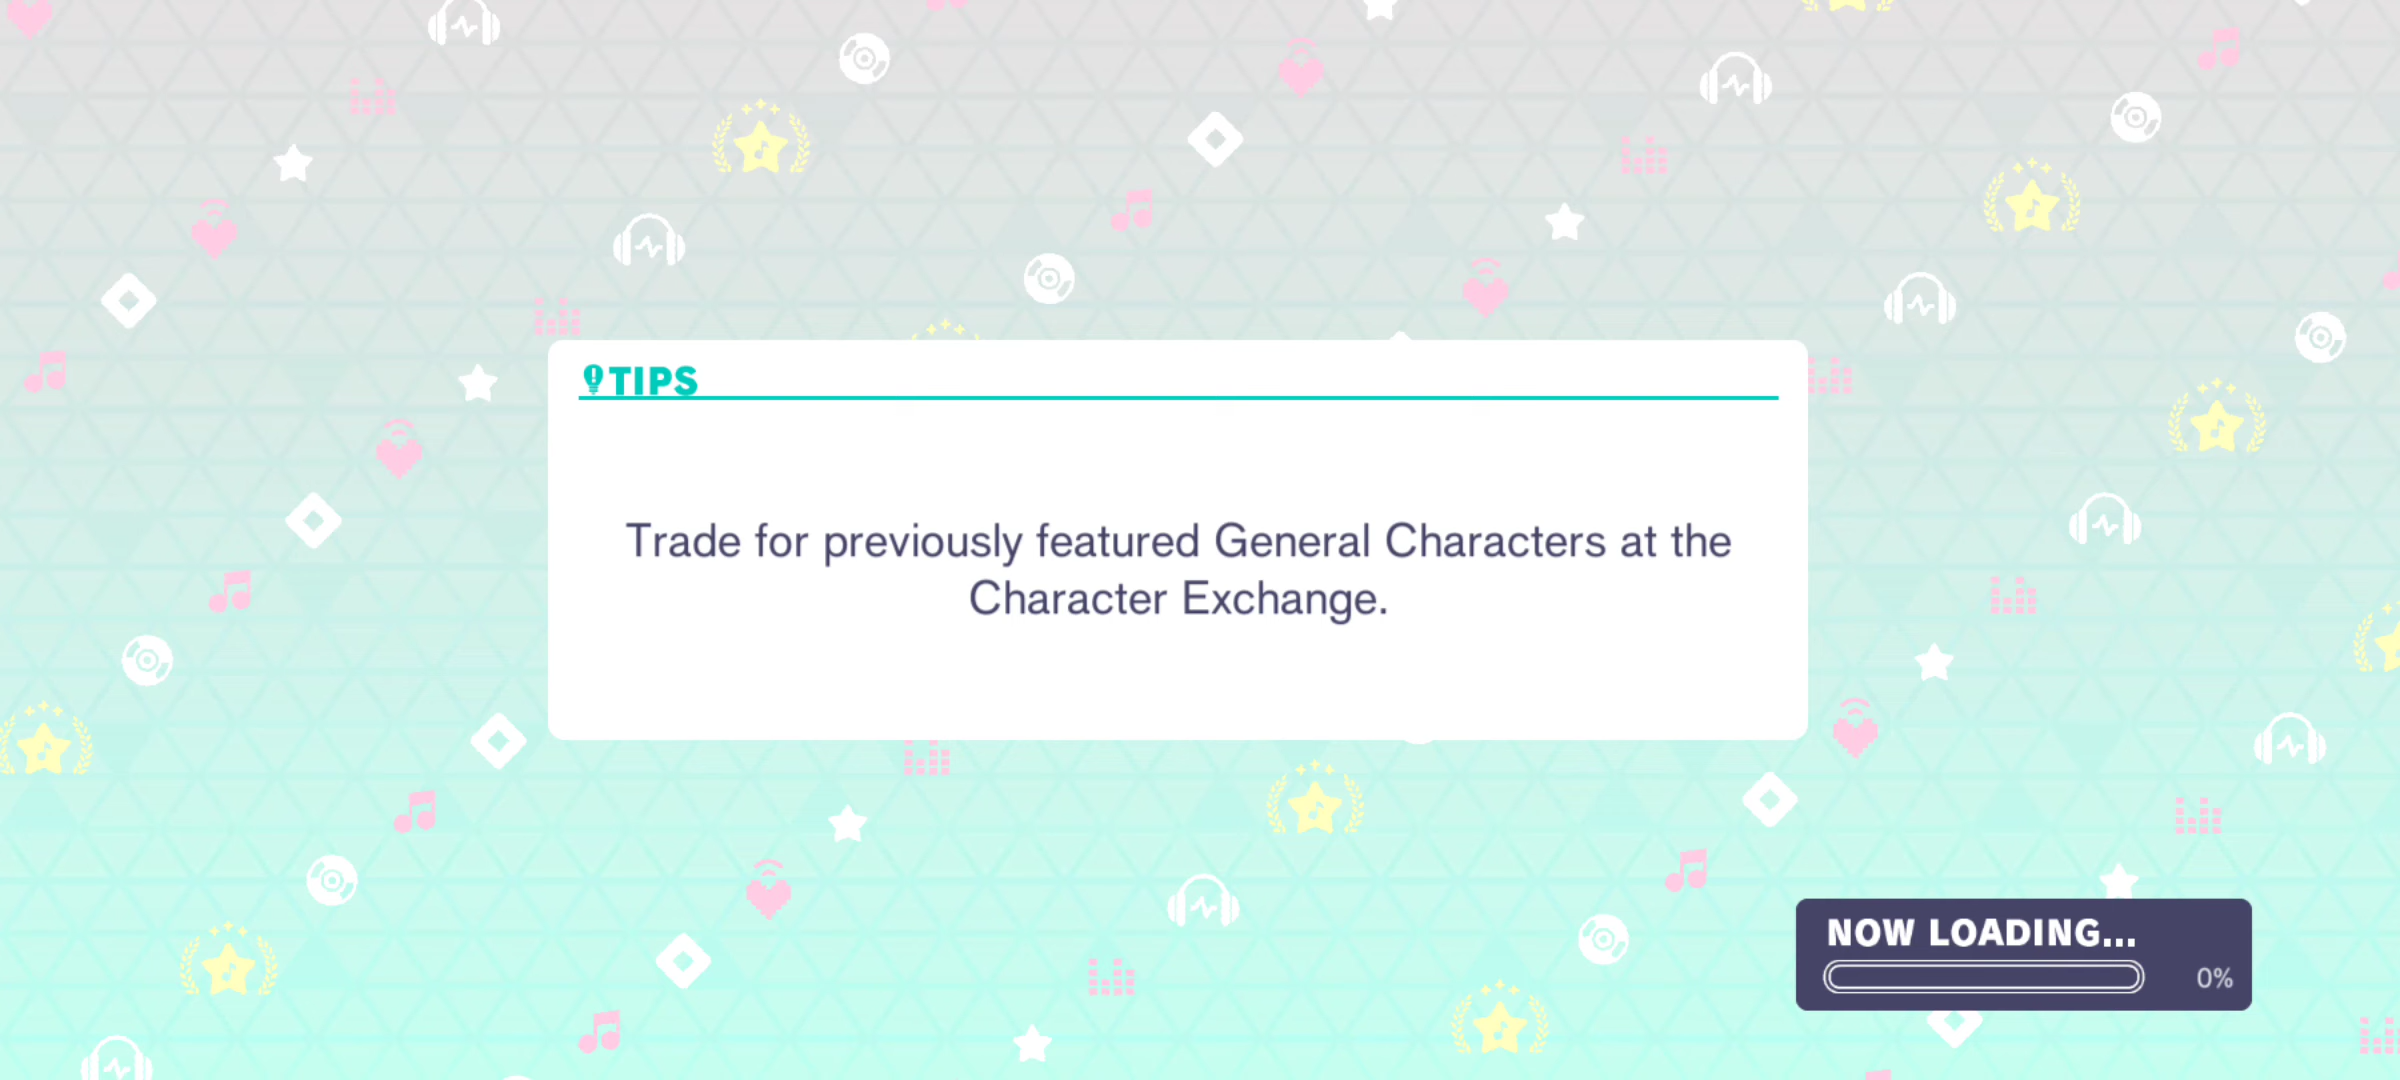 TIPS
Trade for previously featured General Characters at the
Character Exchange.
NOW LOADING...
0%